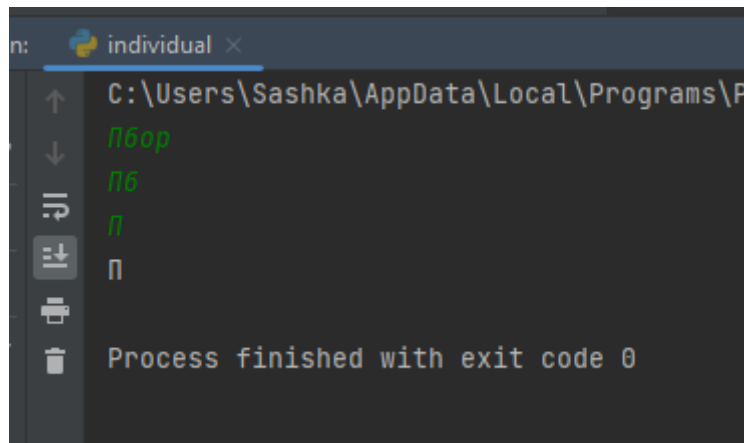 n:
individual
C:\Users\Sashka\AppData\Local\Programs\P
Пбор
Пб
П
П
Process finished with exit code 0